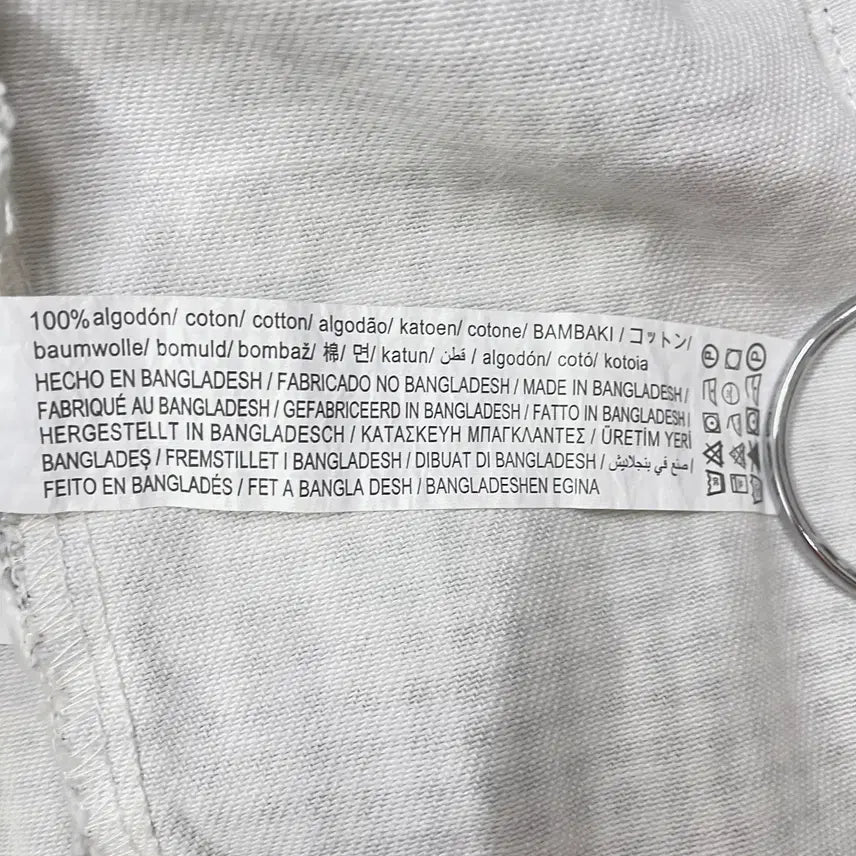 100% algodón/ coton/ cotton/ algodão/ katoen/ cotone/ BAMBAKI / コットン/
baumwolle/ bomuld/ bombaž/ 棉/ 면/ katun/ قطن / algodón/ cotó/ kotoia
HECHO EN BANGLADESH / FABRICADO NO BANGLADESH / MADE IN BANGLADESH /
FABRIQUÉ AU BANGLADESH / GEFABRICEERD IN BANGLADESH / FATTO IN BANGLADESH /
HERGESTELLT IN BANGLADESCH / ΚΑΤΑΣΚΕΥΗ ΜΠΑΓΚΛΑΝΤΕΣ / ÜRETİM YERİ
BANGLADEŞ / FREMSTILLET I BANGLADESH / DIBUAT DI BANGLADESH / صنع في بنجلاديش /
FEITO EN BANGLADÉS / FET A BANGLA DESH / BANGLADESHEN EGINA